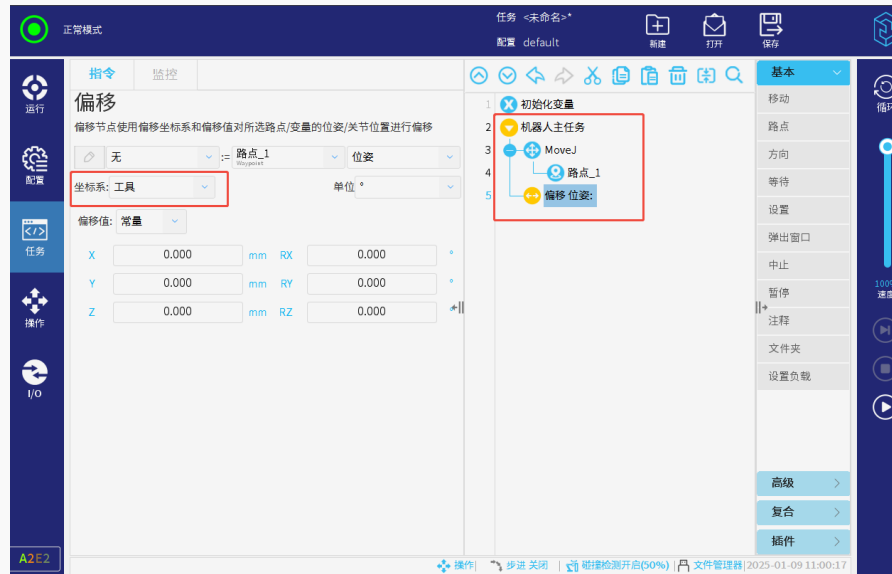 正常模式
任务 <未命名>*
配置 default
新建
打开
保存
运行
配置
任务
操作
I/O
A2E2
指令
监控
偏移
偏移节点使用偏移坐标系和偏移值对所选路点/变量的位姿/关节位置进行偏移
无 := 路点_1 位姿
Waypoint
坐标系: 工具 单位 °
偏移值: 常量
X 0.000 mm RX 0.000 °
Y 0.000 mm RY 0.000 °
Z 0.000 mm RZ 0.000 °
1 初始化变量
2 机器人主任务
3 MoveJ
4 路点_1
5 偏移 位姿:
基本
移动
路点
方向
等待
设置
弹出窗口
中止
暂停
注释
文件夹
设置负载
高级
复合
插件
循环
100%
速度
操作 步进 关闭 碰撞检测开启(50%) 文件管理器 2025-01-09 11:00:17